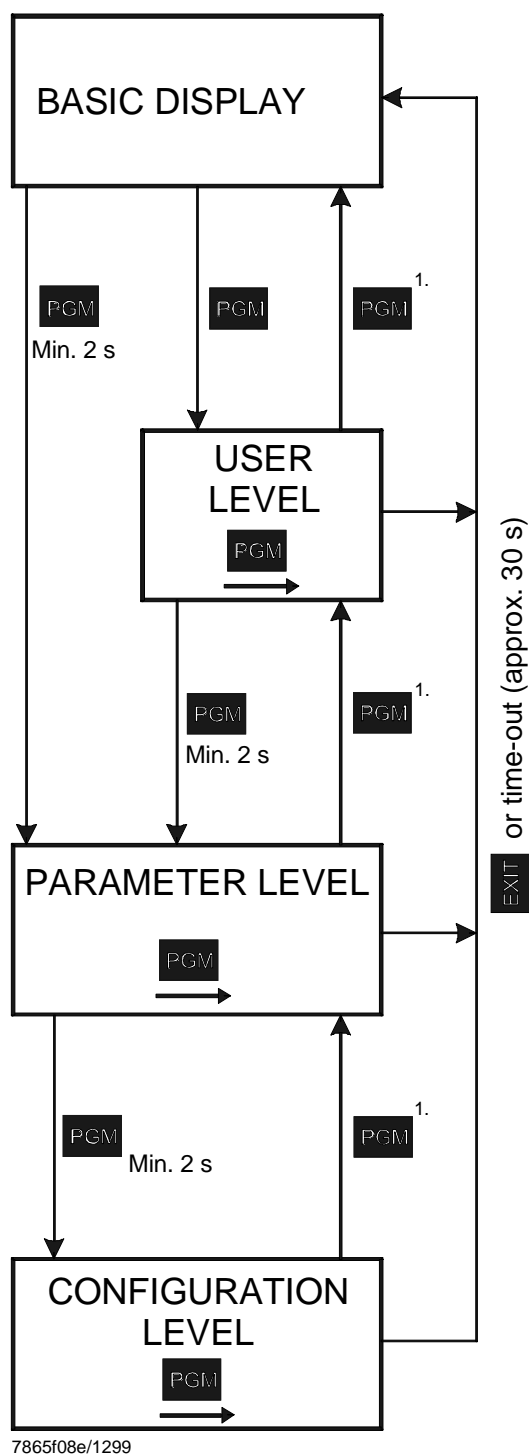 BASIC DISPLAY
PGM
Min. 2 s
PGM
PGM 1.
USER
LEVEL
PGM
PGM
Min. 2 s
PGM 1.
EXIT or time-out (approx. 30 s)
PARAMETER LEVEL
PGM
PGM
Min. 2 s
PGM 1.
CONFIGURATION
LEVEL
PGM
7865f08e/1299